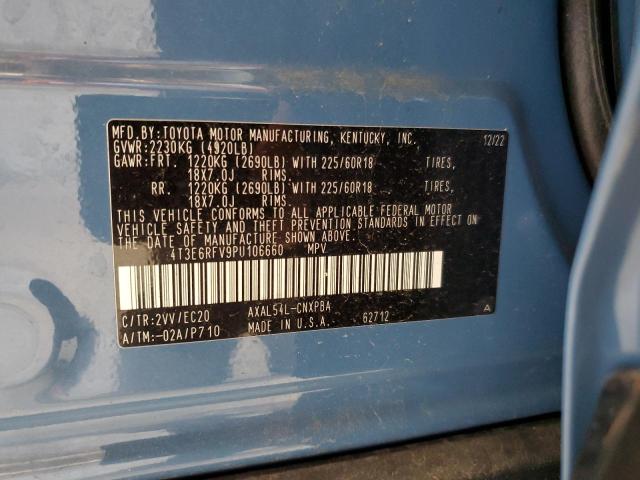 MFD.BY:TOYOTA MOTOR MANUFACTURING, KENTUCKY, INC. 12/22
GVWR:2230KG (4920LB)
GAWR:FRT. 1220KG (2690LB) WITH 225/60R18 TIRES,
18X7.0J RIMS.
RR. 1220KG (2690LB) WITH 225/60R18 TIRES,
18X7.0J RIMS.
THIS VEHICLE CONFORMS TO ALL APPLICABLE FEDERAL MOTOR
VEHICLE SAFETY AND THEFT PREVENTION STANDARDS IN EFFECT ON
THE DATE OF MANUFACTURE SHOWN ABOVE.
4T3E6RFV9PU106660 MPV
C/TR:2VV/EC20 AXAL54L-CNXPBA A
A/TM:-02A/P710 MADE IN U.S.A. 62712